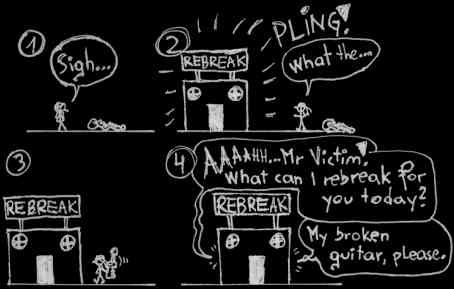 1
Sigh...
2
REBREAK
PLING!
what the...
3
REBREAK
4
AAAAHH...Mr Victim!
What can I rebreak for
you today?
REBREAK
My broken
guitar, please.